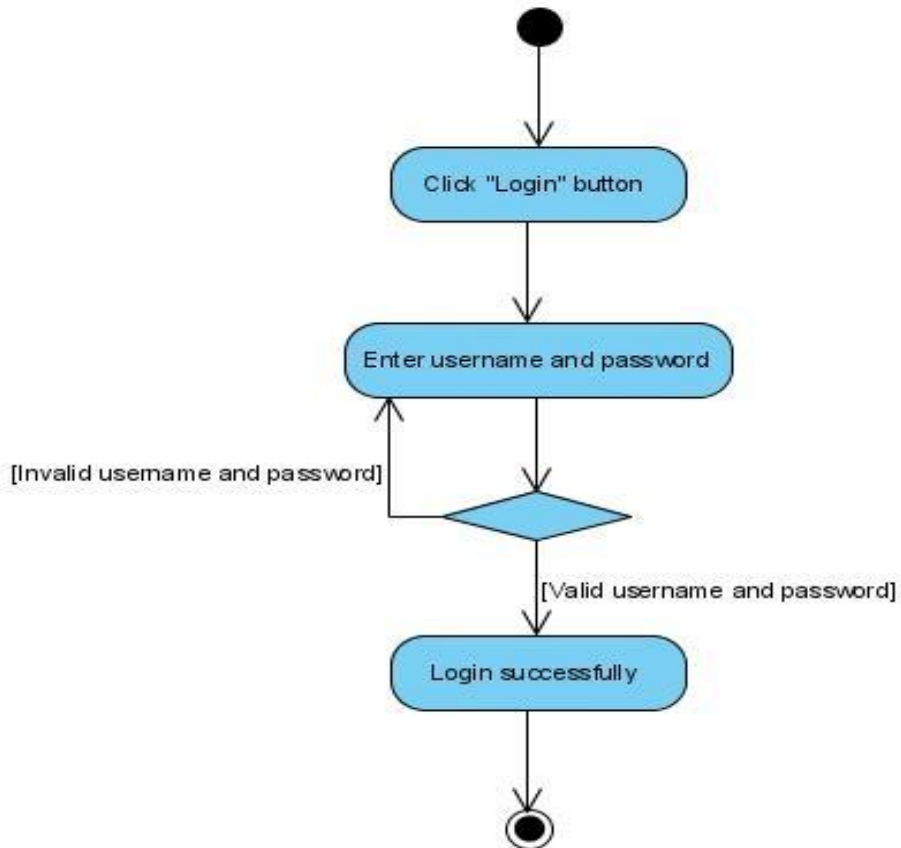 Click "Login" button
Enter username and password
[Invalid username and password]
[Valid username and password]
Login successfully